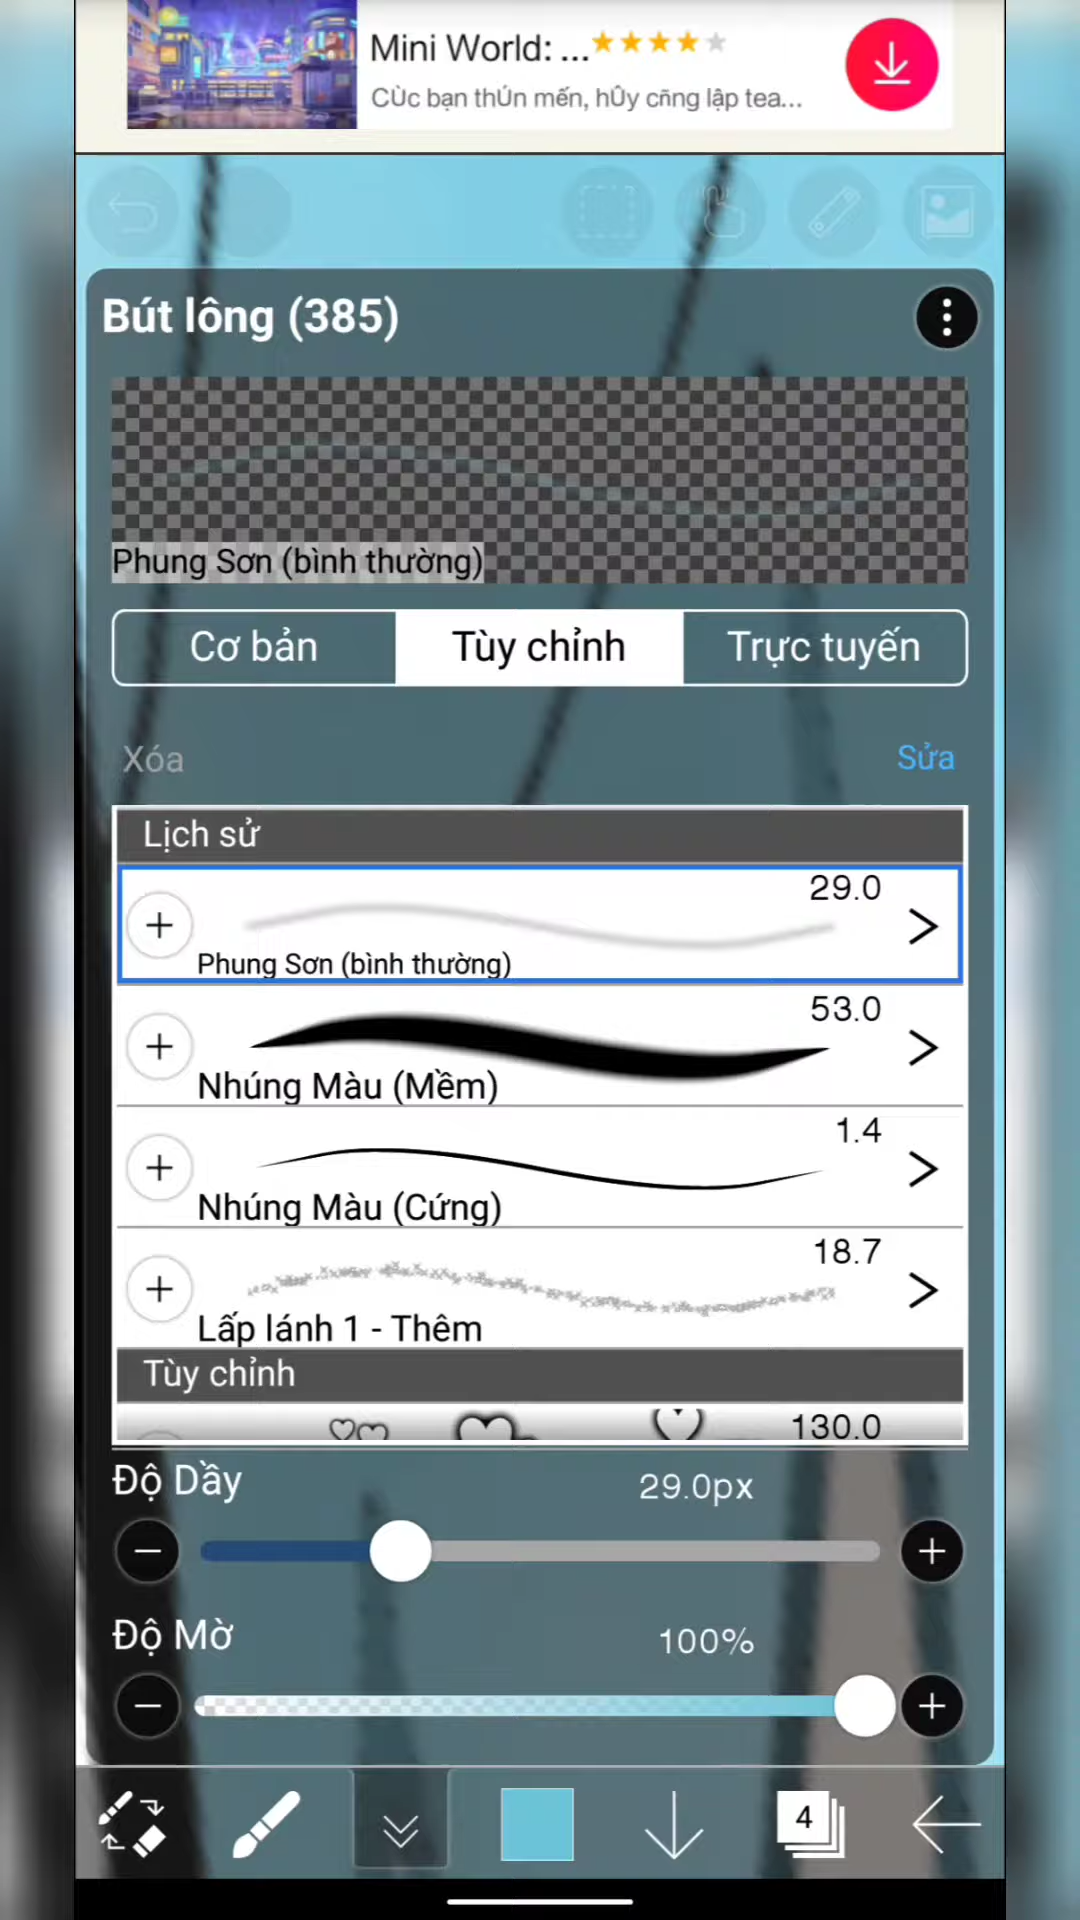 Mini World: ...
CÙc bạn thÚn mến, hÛy cñng lập tea...
Bút lông (385)
Phung Sơn (bình thường)
Cơ bản
Tùy chỉnh
Trực tuyến
Xóa
Sửa
Lịch sử
29.0
Phung Sơn (bình thường)
53.0
Nhúng Màu (Mềm)
1.4
Nhúng Màu (Cứng)
18.7
Lấp lánh 1 - Thêm
Tùy chỉnh
130.0
Độ Dầy
29.0px
Độ Mờ
100%
4